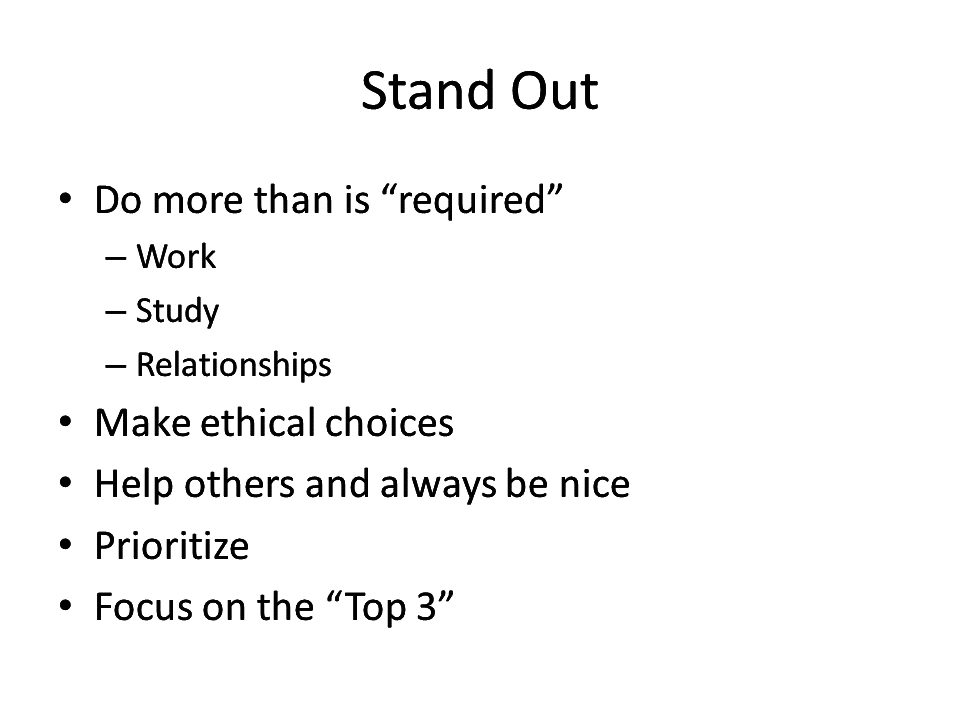 Stand Out
• Do more than is “required”
– Work
– Study
– Relationships
• Make ethical choices
• Help others and always be nice
• Prioritize
• Focus on the “Top 3”